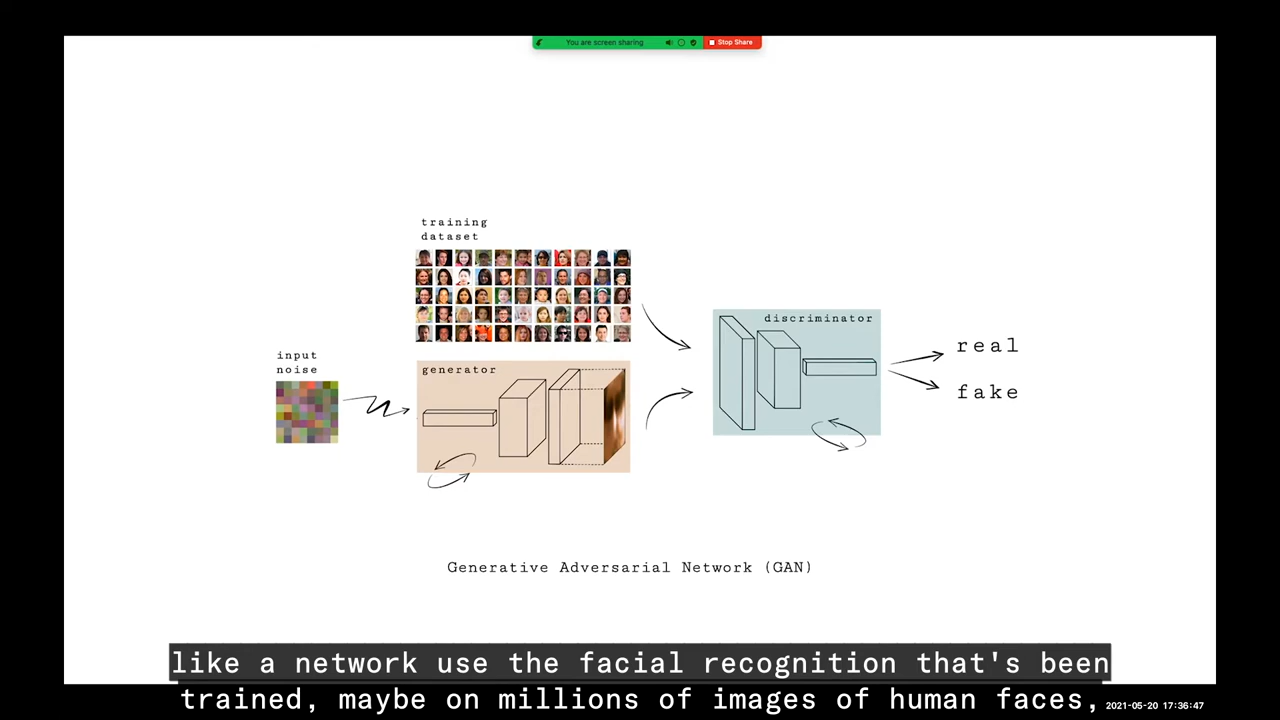 You are screen sharing
Stop Share
training
dataset
input
noise
generator
discriminator
real
fake
Generative Adversarial Network (GAN)
like a network use the facial recognition that's been
trained, maybe on millions of images of human faces,
2021-05-20 17:36:47